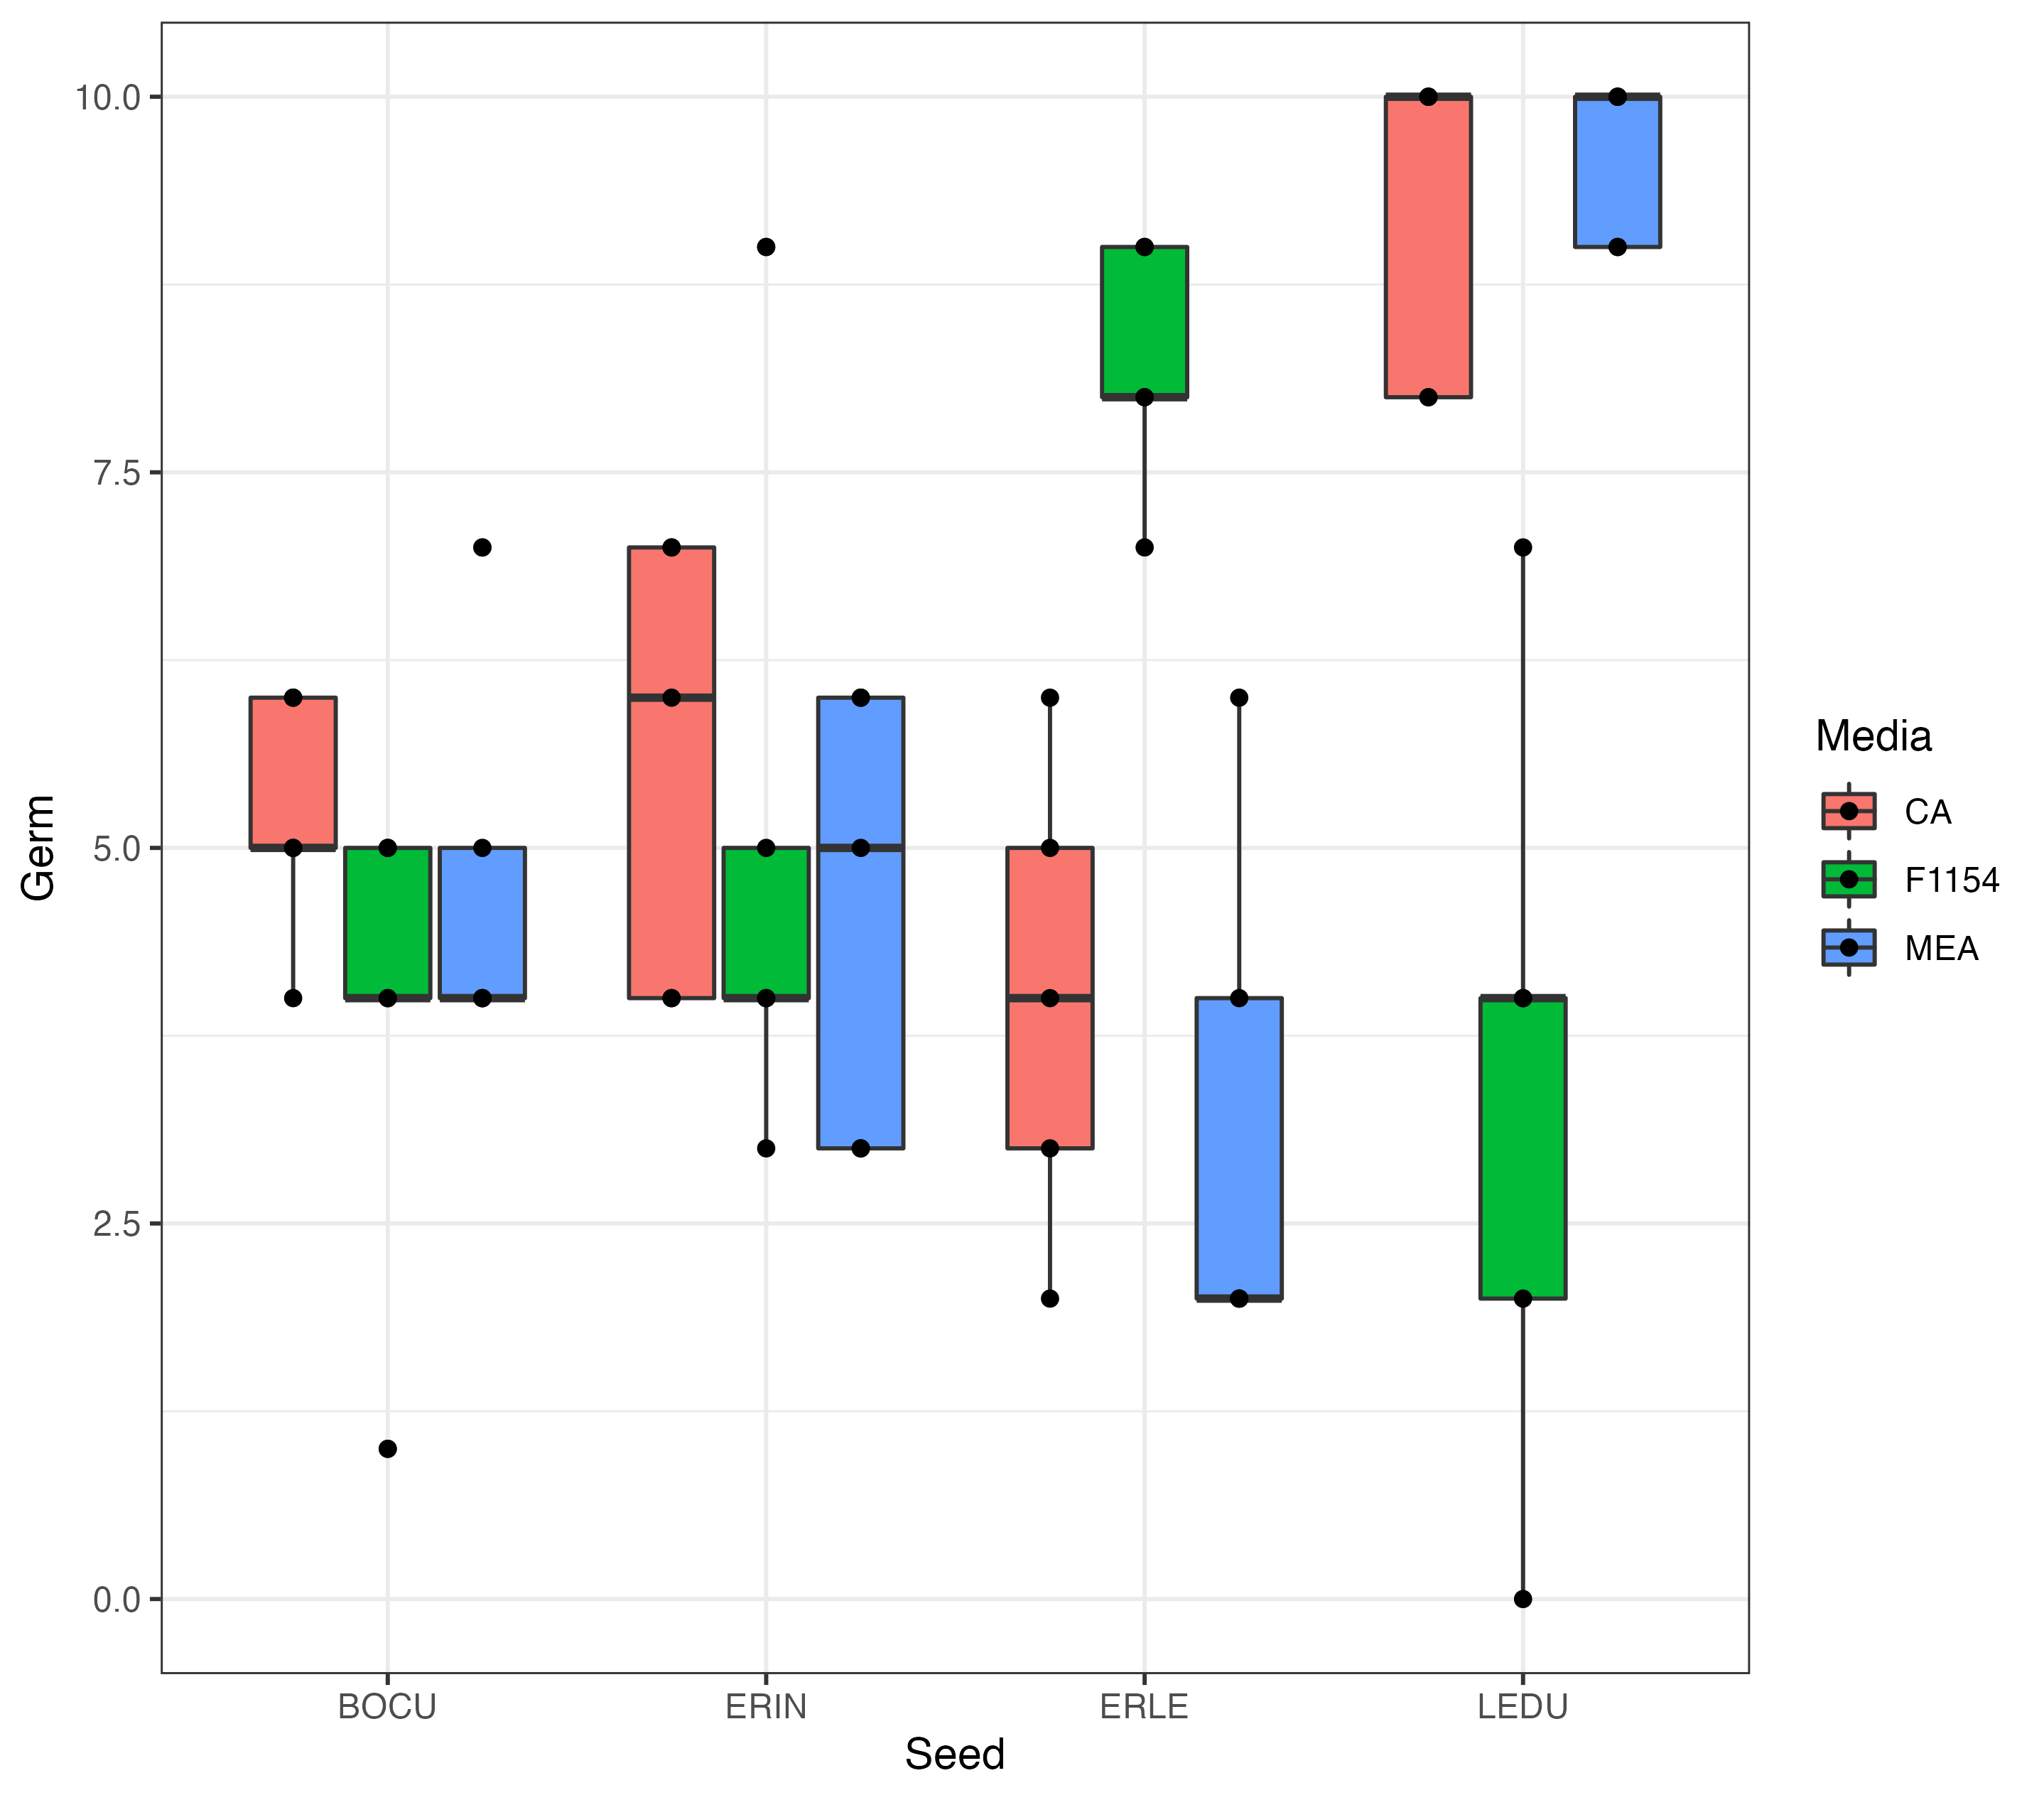 10.0
7.5
5.0
2.5
0.0
Germ
BOCU ERIN ERLE LEDU
Seed
Media
CA
F1154
MEA